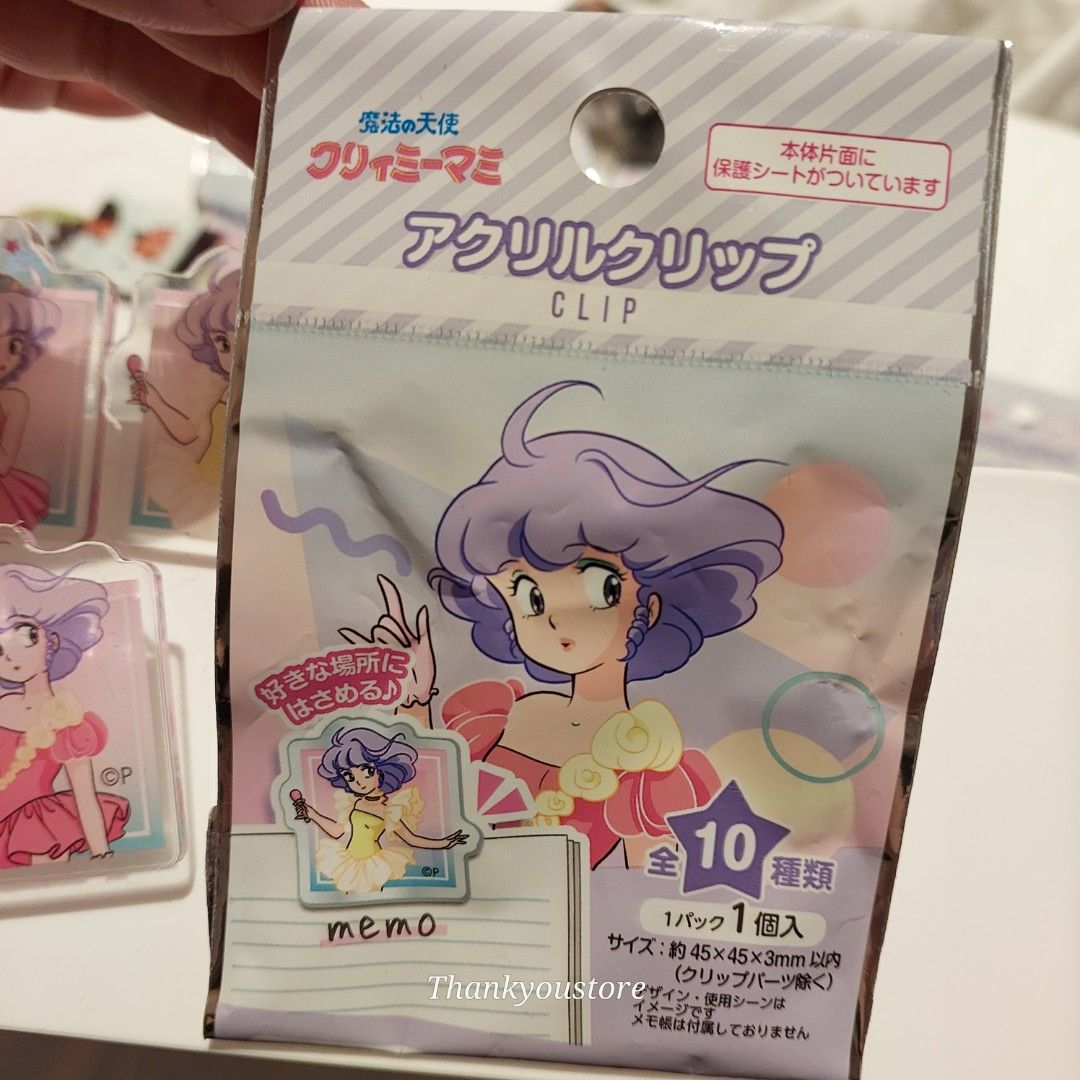 魔法の天使
クリィミーマミ
本体片面に
保護シートがついています
アクリルクリップ
CLIP
好きな場所に
はさめる♪
©P
©P
memo
全10種類
1パック1個入
サイズ：約45×45×3mm以内
（クリップパーツ除く）
デザイン・使用シーンは
イメージです
メモ帳は付属しておりません
Thankyoustore